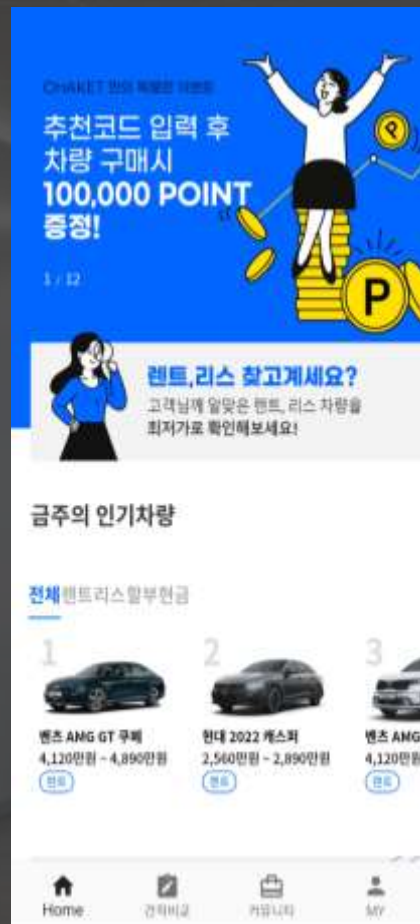 CHAKET 만의 특별한 이벤트
추천코드 입력 후
차량 구매시
100,000 POINT
증정!
1 / 12
P
P
렌트,리스 찾고계세요?
고객님께 알맞은 렌트, 리스 차량을
최저가로 확인해보세요!
금주의 인기차량
전체렌트리스할부현금
1
2
3
벤츠 AMG GT 쿠페
현대 2022 캐스퍼
벤츠 AMG
4,120만원 ~ 4,890만원
2,560만원 ~ 2,890만원
4,120만원
렌트
렌트
렌트
Home
견적비교
커뮤니티
MY